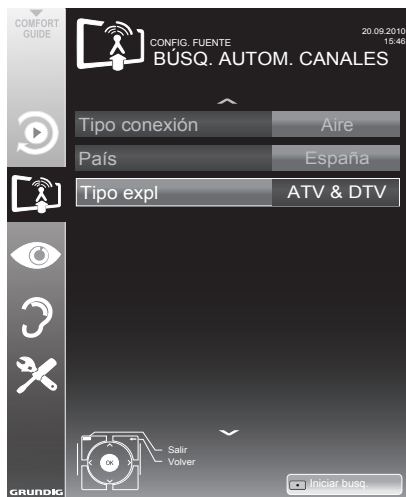 COMFORT
GUIDE
CONFIG. FUENTE
20.09.2010
BÚSQ. AUTOM. CANALES
15:46
Tipo conexión Aire
País España
Tipo expl ATV & DTV
OK
Salir
Volver
Iniciar busq.
GRUNDIG